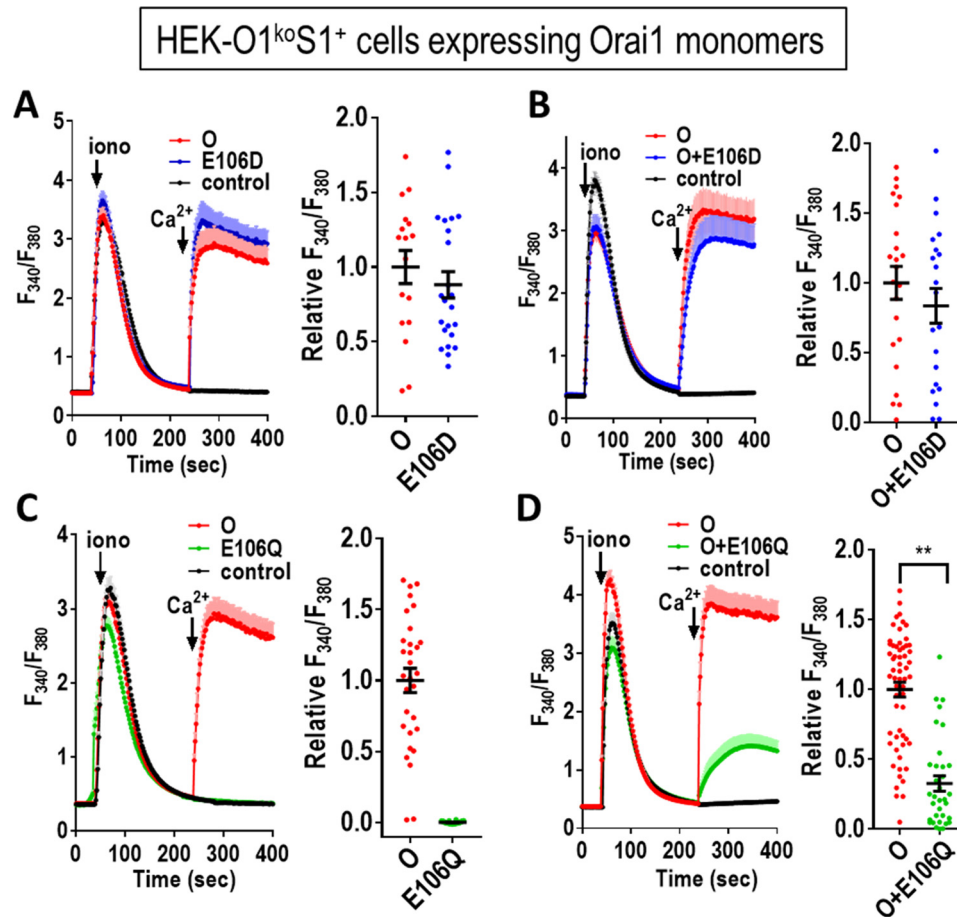 HEK-O1ᵏᵒS1⁺ cells expressing Orai1 monomers
A
iono
O
E106D
control
Ca²⁺
F₃₄₀/F₃₈₀
5
4
3
2
1
0
0 100 200 300 400
Time (sec)
Relative F₃₄₀/F₃₈₀
2.0
1.5
1.0
0.5
0.0
O
E106D
B
iono
O
O+E106D
control
Ca²⁺
F₃₄₀/F₃₈₀
5
4
3
2
1
0
0 100 200 300 400
Time (sec)
Relative F₃₄₀/F₃₈₀
2.0
1.5
1.0
0.5
0.0
O
O+E106D
C
iono
O
E106Q
control
Ca²⁺
F₃₄₀/F₃₈₀
4
3
2
1
0
0 100 200 300 400
Time (sec)
Relative F₃₄₀/F₃₈₀
2.0
1.5
1.0
0.5
0.0
O
E106Q
D
iono
O
O+E106Q
control
Ca²⁺
F₃₄₀/F₃₈₀
5
4
3
2
1
0
0 100 200 300 400
Time (sec)
Relative F₃₄₀/F₃₈₀
2.0
1.5
1.0
0.5
0.0
**
O
O+E106Q